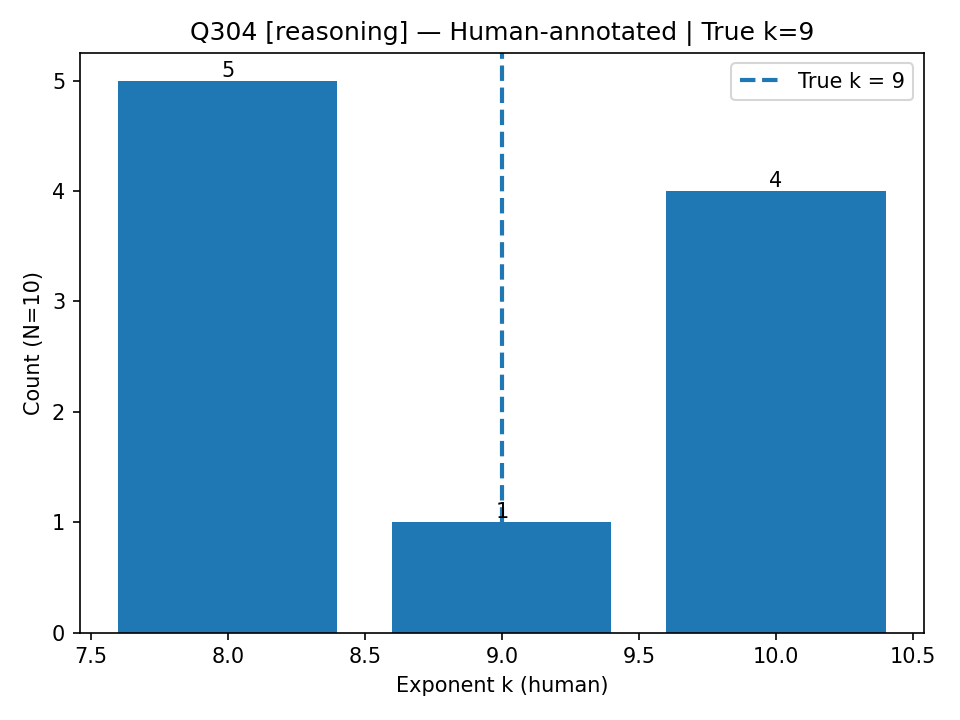 Q304 [reasoning] — Human-annotated | True k=9
True k = 9
5
4
1
5
4
3
2
1
0
Count (N=10)
7.5 8.0 8.5 9.0 9.5 10.0 10.5
Exponent k (human)